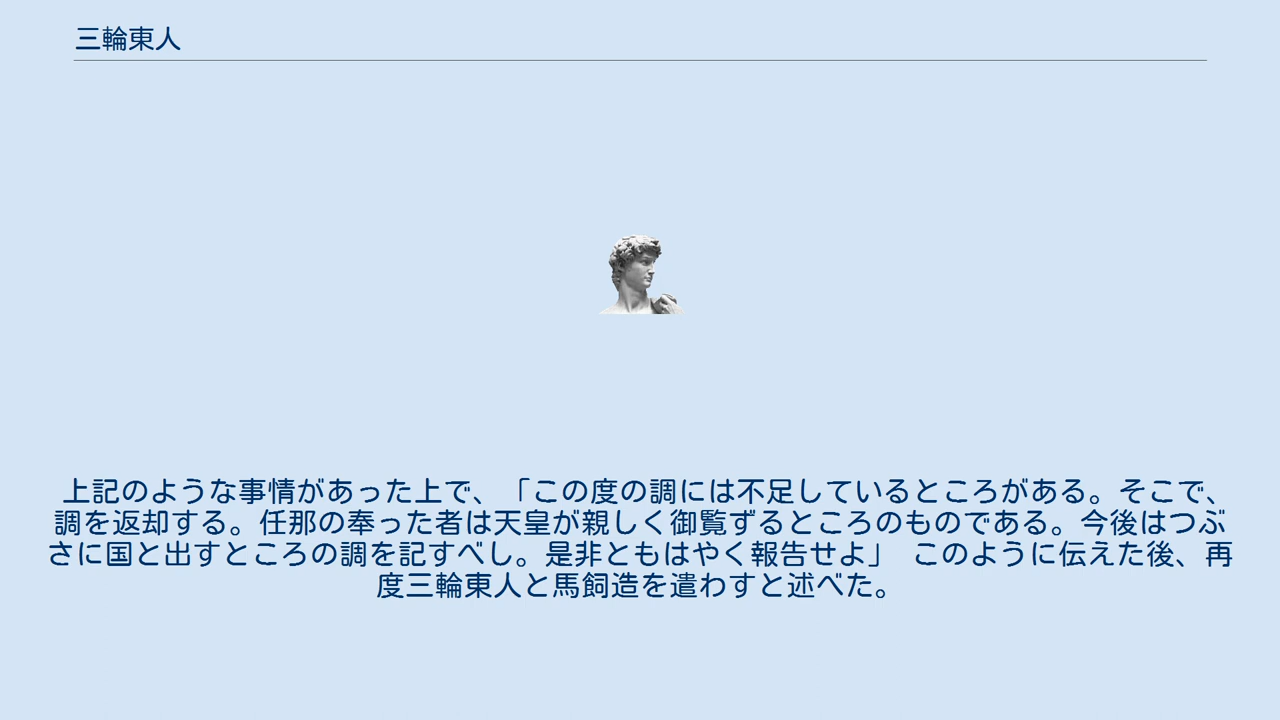 三輪東人
上記のような事情があった上で、「この度の調には不足しているところがある。そこで、
調を返却する。任那の奉った者は天皇が親しく御覧ずるところのものである。今後はつぶ
さに国と出すところの調を記すべし。是非ともはやく報告せよ」 このように伝えた後、再
度三輪東人と馬飼造を遣わすと述べた。